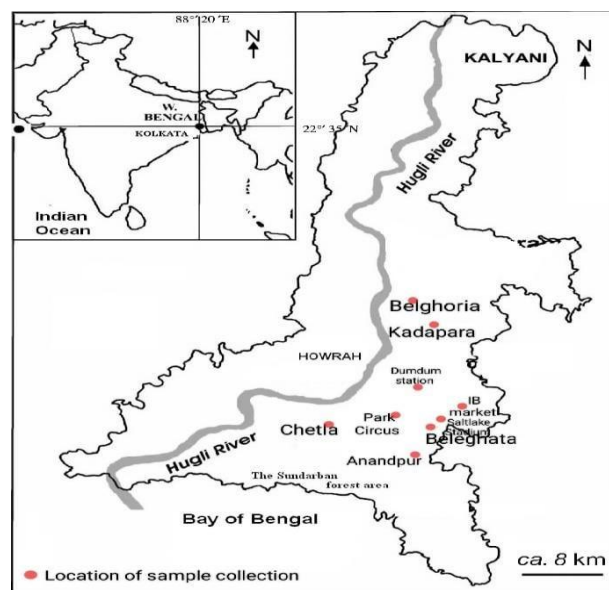 88°20´E
N
W.
BENGAL
KOLKATA
22°35´N
Indian
Ocean
N
KALYANI
Hugli River
Belghoria
Kadapara
HOWRAH
Dumdum
station
IB
market
Saltlake
Stadium
Park
Circus
Chetla
Beleghata
Hugli River
Anandpur
The Sundarban
forest area
Bay of Bengal
Location of sample collection
ca. 8 km